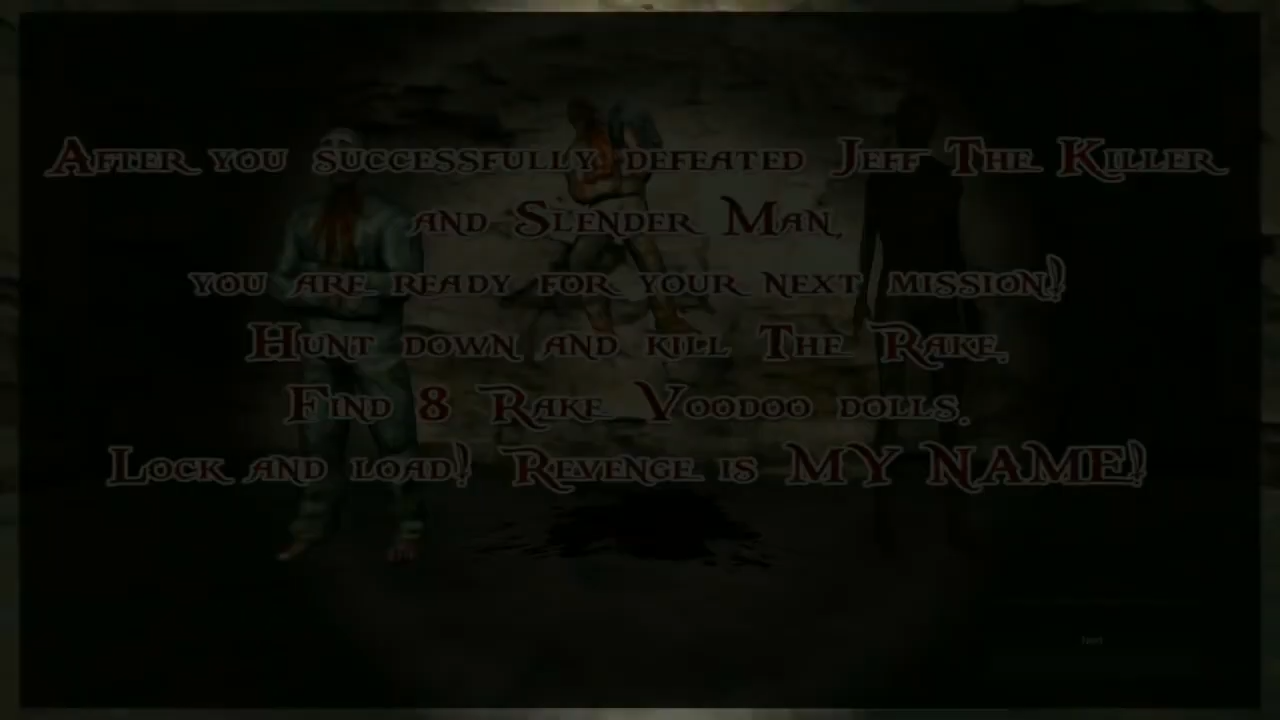 After you successfully defeated Jeff The Killer
and Slender Man,
you are ready for your next mission!
Hunt down and kill The Rake.
Find 8 Rake Voodoo dolls.
Lock and load! Revenge is MY NAME!